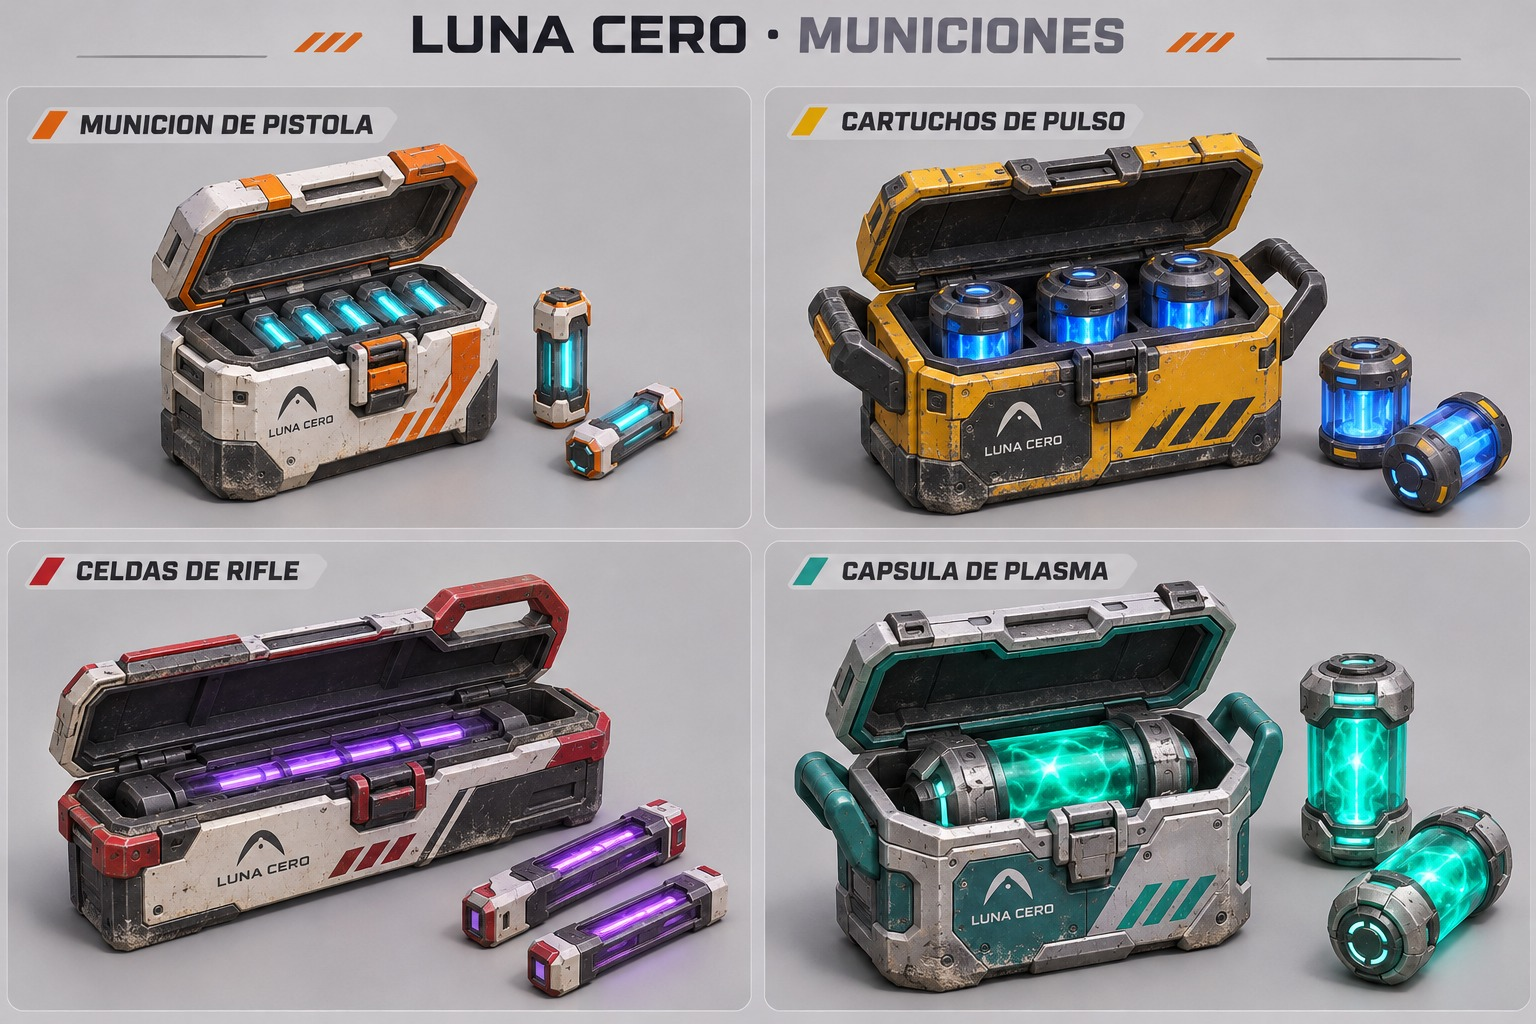 LUNA CERO · MUNICIONES
MUNICION DE PISTOLA
LUNA CERO
CARTUCHOS DE PULSO
LUNA CERO
CELDAS DE RIFLE
LUNA CERO
CAPSULA DE PLASMA
LUNA CERO